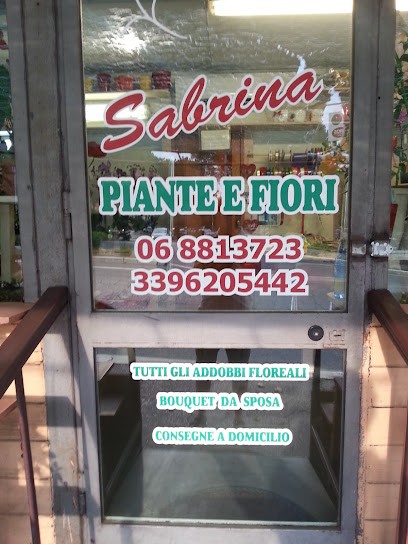 Sabrina
PIANTE E FIORI
06 8813723
3396205442
TUTTI GLI ADDOBBI FLOREALI
BOUQUET DA SPOSA
CONSEGNE A DOMICILIO